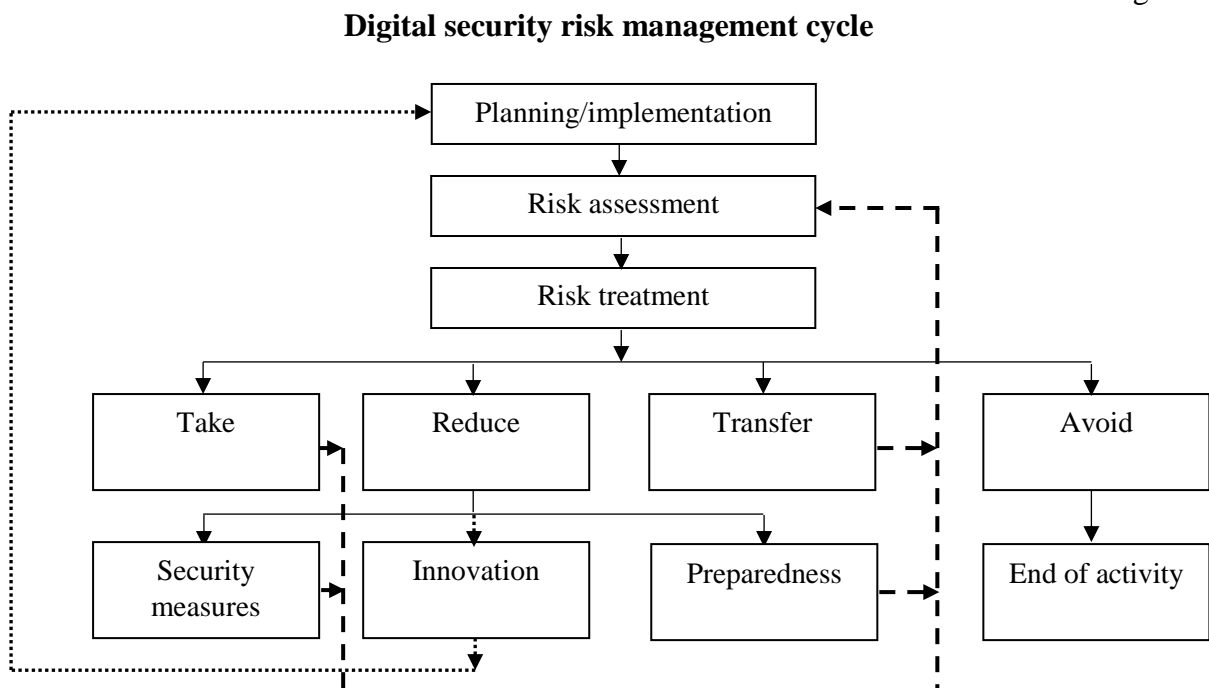 Digital security risk management cycle
Planning/implementation
Risk assessment
Risk treatment
Take
Reduce
Transfer
Avoid
Security
measures
Innovation
Preparedness
End of activity